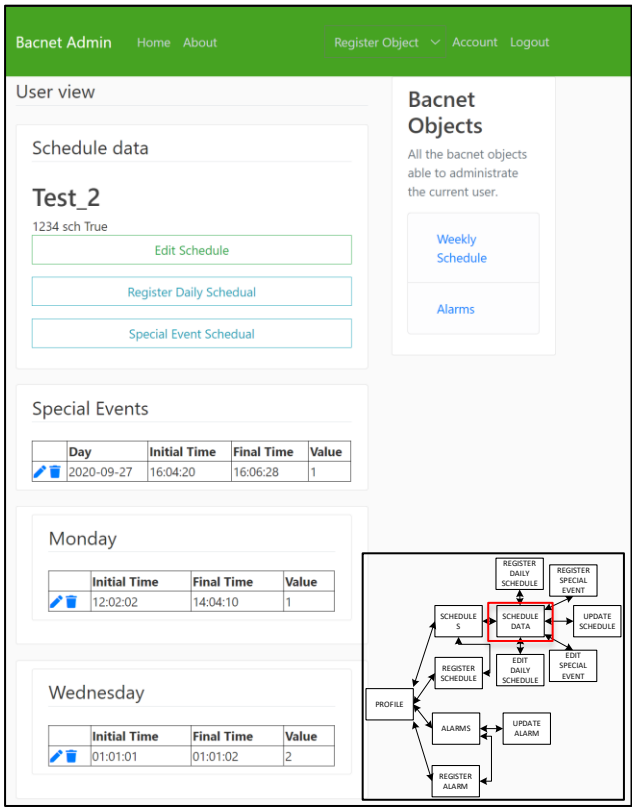 Bacnet Admin Home About Register Object Account Logout
User view
Schedule data
Test_2
1234 sch True
Edit Schedule
Register Daily Schedual
Special Event Schedual
Bacnet
Objects
All the bacnet objects
able to administrate
the current user.
Weekly
Schedule
Alarms
Special Events
Day Initial Time Final Time Value
2020-09-27 16:04:20 16:06:28 1
Monday
Initial Time Final Time Value
12:02:02 14:04:10 1
Wednesday
Initial Time Final Time Value
01:01:01 01:01:02 2
REGISTER
DAILY
SCHEDULE
REGISTER
SPECIAL
EVENT
SCHEDULE
S
SCHEDULE
DATA
UPDATE
SCHEDULE
REGISTER
SCHEDULE
EDIT
DAILY
SCHEDULE
EDIT
SPECIAL
EVENT
PROFILE
ALARMS
UPDATE
ALARM
REGISTER
ALARM